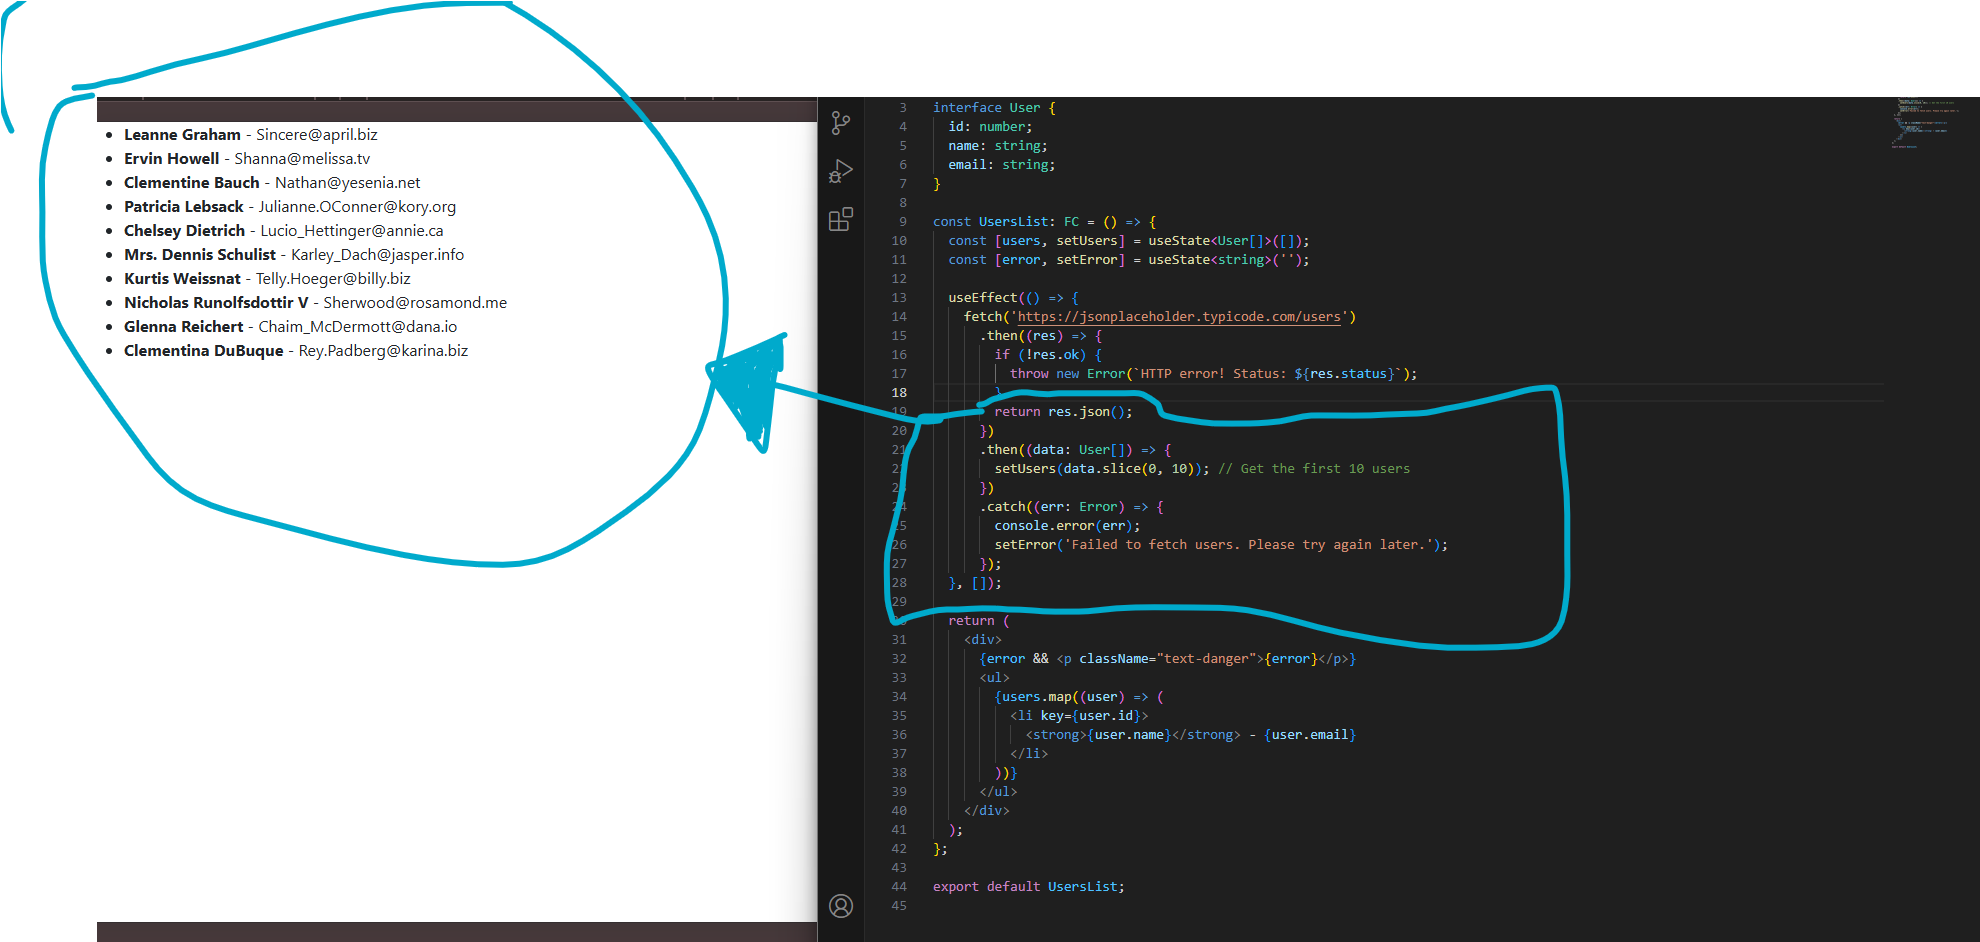 Leanne Graham - Sincere@april.biz
Ervin Howell - Shanna@melissa.tv
Clementine Bauch - Nathan@yesenia.net
Patricia Lebsack - Julianne.OConner@kory.org
Chelsey Dietrich - Lucio_Hettinger@annie.ca
Mrs. Dennis Schulist - Karley_Dach@jasper.info
Kurtis Weissnat - Telly.Hoeger@billy.biz
Nicholas Runolfsdottir V - Sherwood@rosamond.me
Glenna Reichert - Chaim_McDermott@dana.io
Clementina DuBuque - Rey.Padberg@karina.biz
3 interface User {
4 id: number;
5 name: string;
6 email: string;
7 }
8
9 const UsersList: FC = () => {
10 const [users, setUsers] = useState<User[]>([]);
11 const [error, setError] = useState<string>('');
12
13 useEffect(() => {
14 fetch('https://jsonplaceholder.typicode.com/users')
15 .then((res) => {
16 if (!res.ok) {
17 throw new Error(`HTTP error! Status: ${res.status}`);
18 }
19 return res.json();
20 })
21 .then((data: User[]) => {
22 setUsers(data.slice(0, 10)); // Get the first 10 users
23 })
24 .catch((err: Error) => {
25 console.error(err);
26 setError('Failed to fetch users. Please try again later.');
27 });
28 }, []);
29
30 return (
31 <div>
32 {error && <p className="text-danger">{error}</p>}
33 <ul>
34 {users.map((user) => (
35 <li key={user.id}>
36 <strong>{user.name}</strong> - {user.email}
37 </li>
38 ))}
39 </ul>
40 </div>
41 );
42 };
43
44 export default UsersList;
45